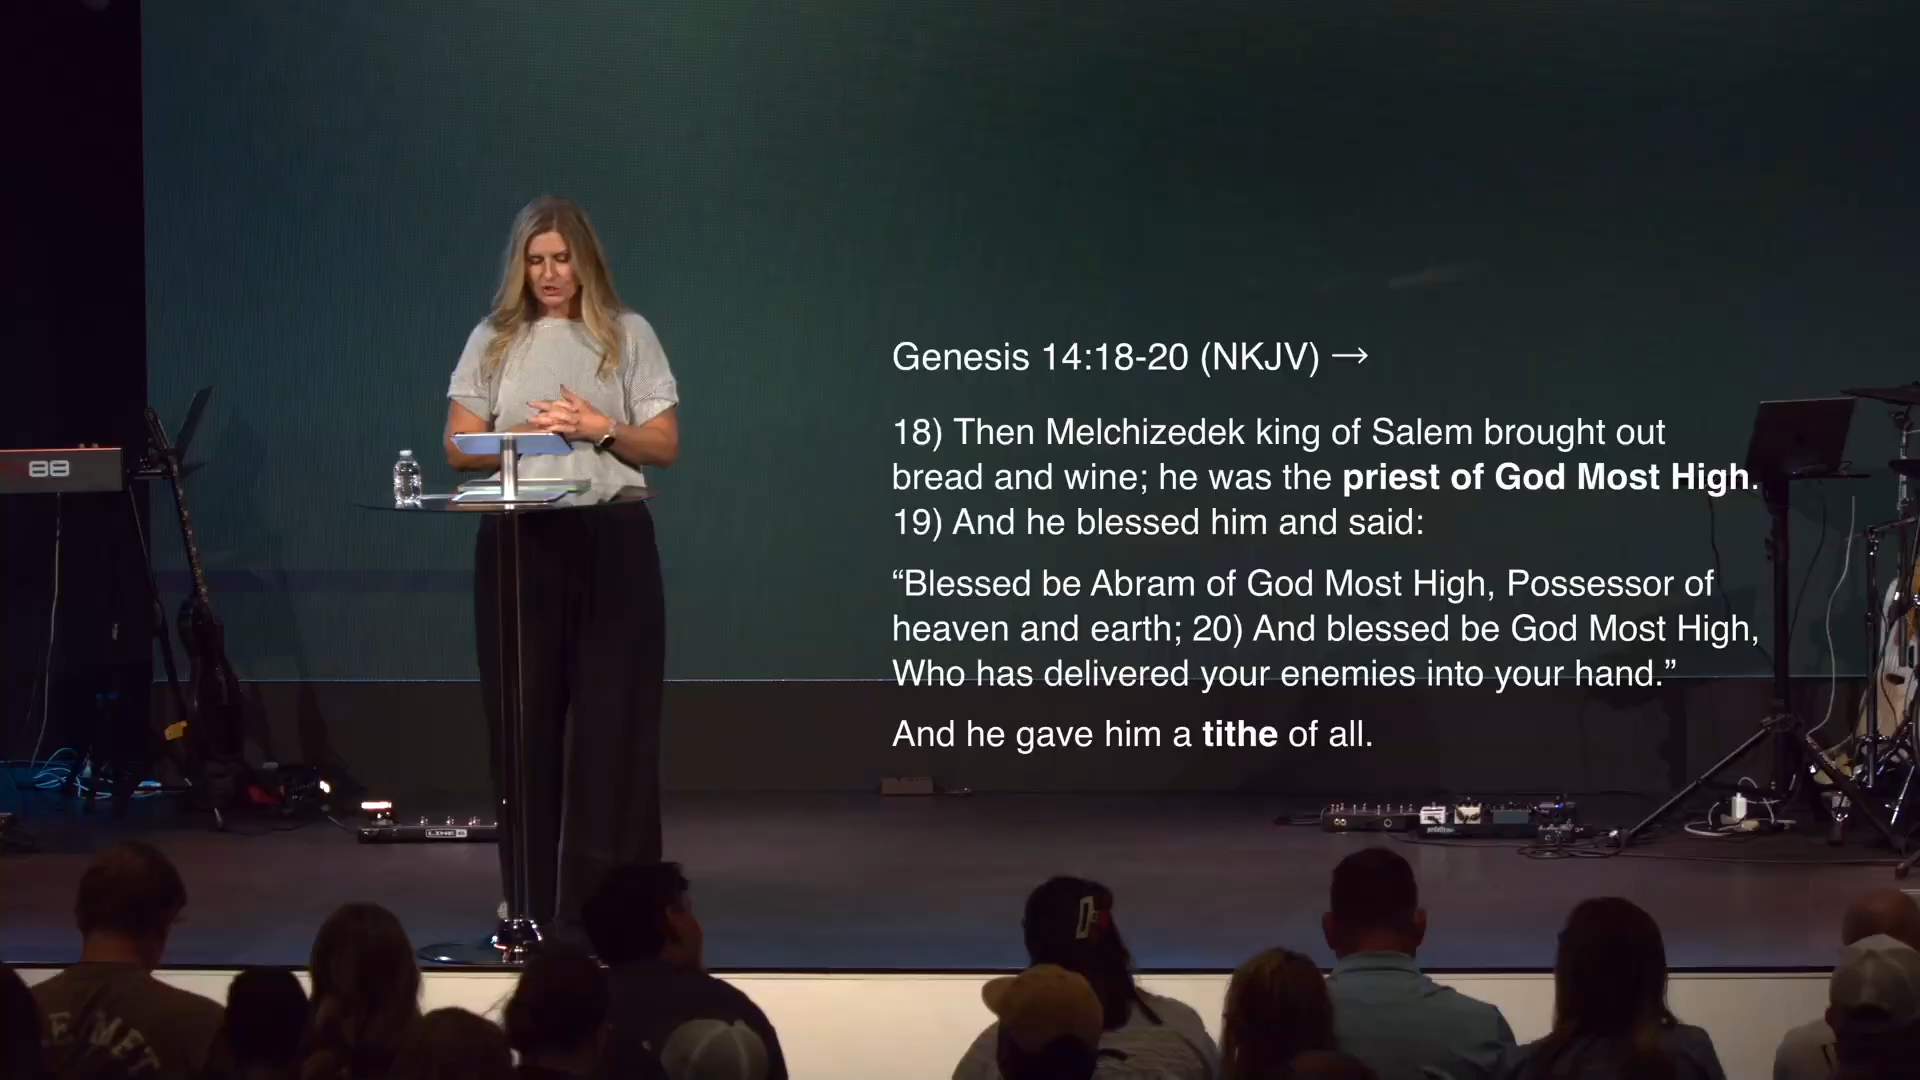 Genesis 14:18-20 (NKJV) →
18) Then Melchizedek king of Salem brought out
bread and wine; he was the priest of God Most High.
19) And he blessed him and said:
“Blessed be Abram of God Most High, Possessor of
heaven and earth; 20) And blessed be God Most High,
Who has delivered your enemies into your hand.”
And he gave him a tithe of all.
88
LINE 6